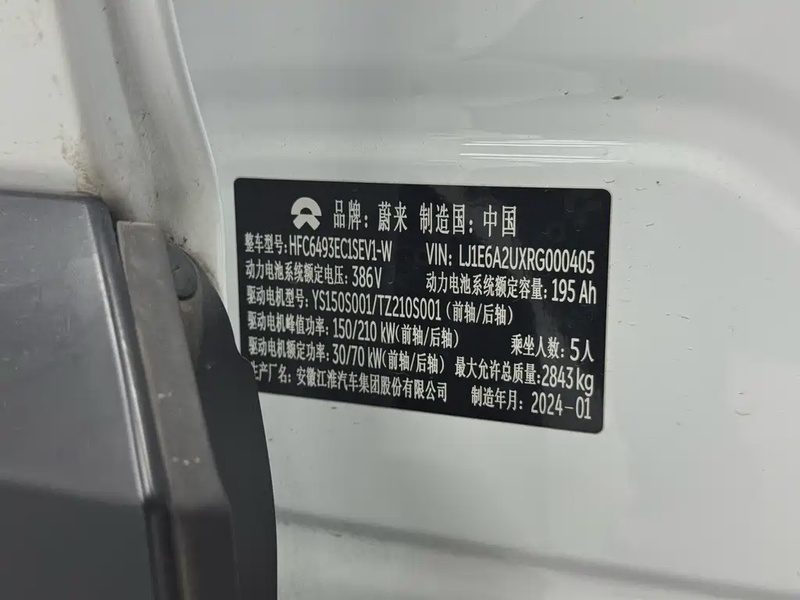 品牌：蔚来 制造国：中国
整车型号：HFC6493EC1SEV1-W VIN：LJ1E6A2UXRG000405
动力电池系统额定电压：386V 动力电池系统额定容量：195 Ah
驱动电机型号：YS150S001/TZ210S001（前轴/后轴）
驱动电机峰值功率：150/210 kW（前轴/后轴） 乘坐人数：5人
驱动电机额定功率：30/70 kW（前轴/后轴） 最大允许总质量：2843 kg
生产厂名：安徽江淮汽车集团股份有限公司 制造年月：2024-01